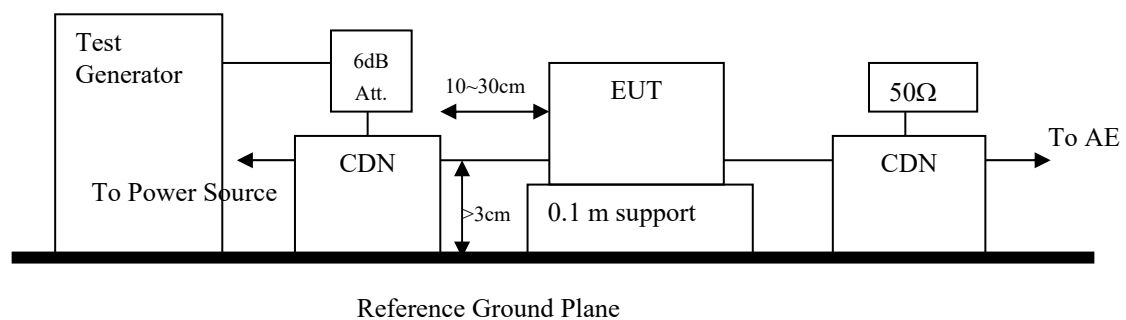 Test
Generator
6dB
Att.
10~30cm
EUT
50Ω
To AE
CDN
CDN
To Power Source
>3cm
0.1 m support
Reference Ground Plane